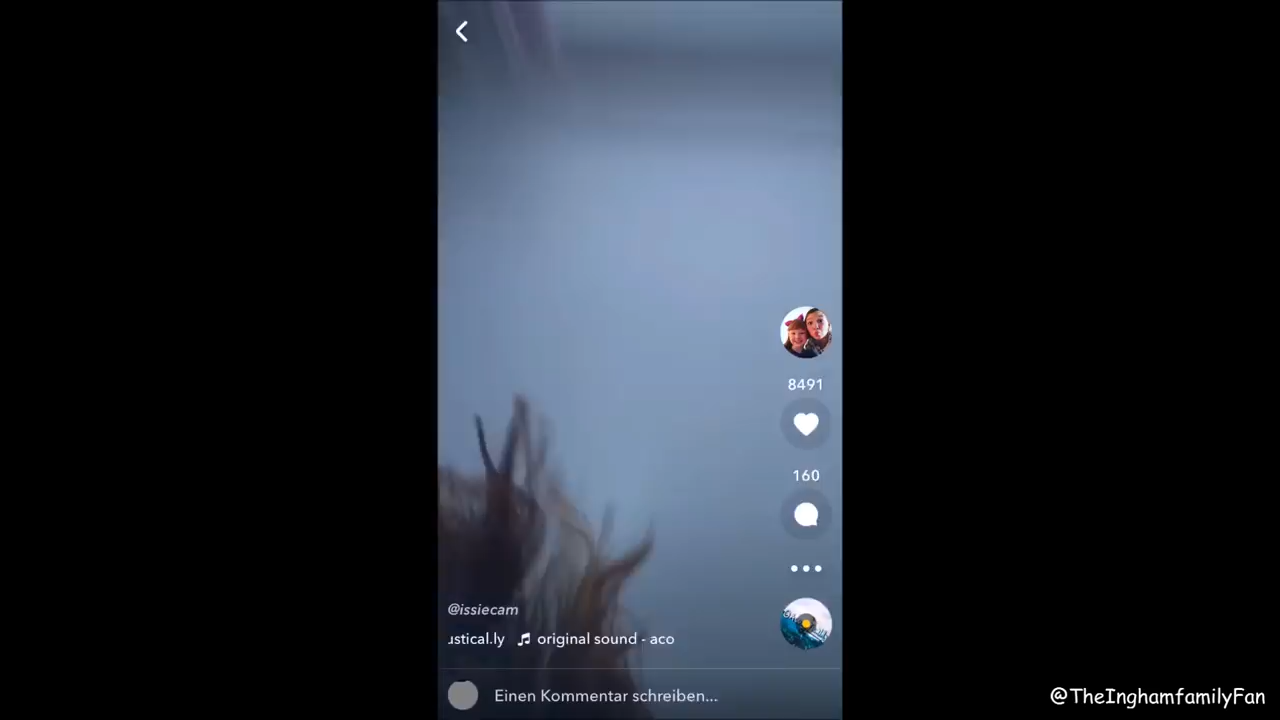 8491
160
@issiecam
ustical.ly ♫ original sound - aco
Einen Kommentar schreiben...
@TheInghamfamilyFan